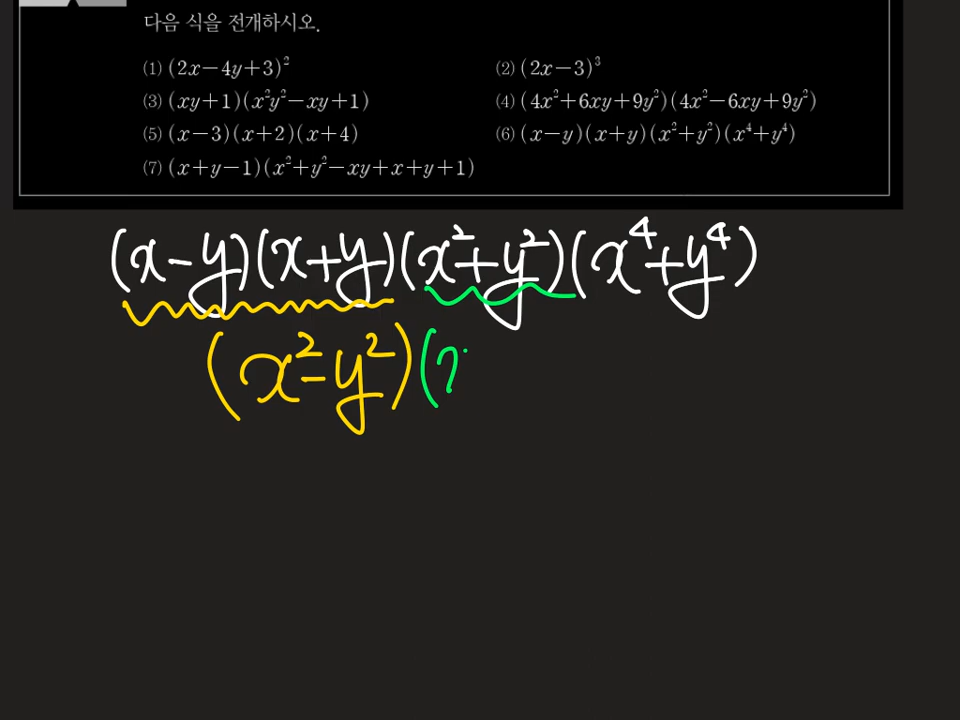 다음 식을 전개하시오.
(1) (2x-4y+3)² (2) (2x-3)³
(3) (xy+1)(x²y²-xy+1) (4) (4x²+6xy+9y²)(4x²-6xy+9y²)
(5) (x-3)(x+2)(x+4) (6) (x-y)(x+y)(x²+y²)(x⁴+y⁴)
(7) (x+y-1)(x²+y²-xy+x+y+1)
(x-y)(x+y)(x²+y²)(x⁴+y⁴)
(x²-y²)(